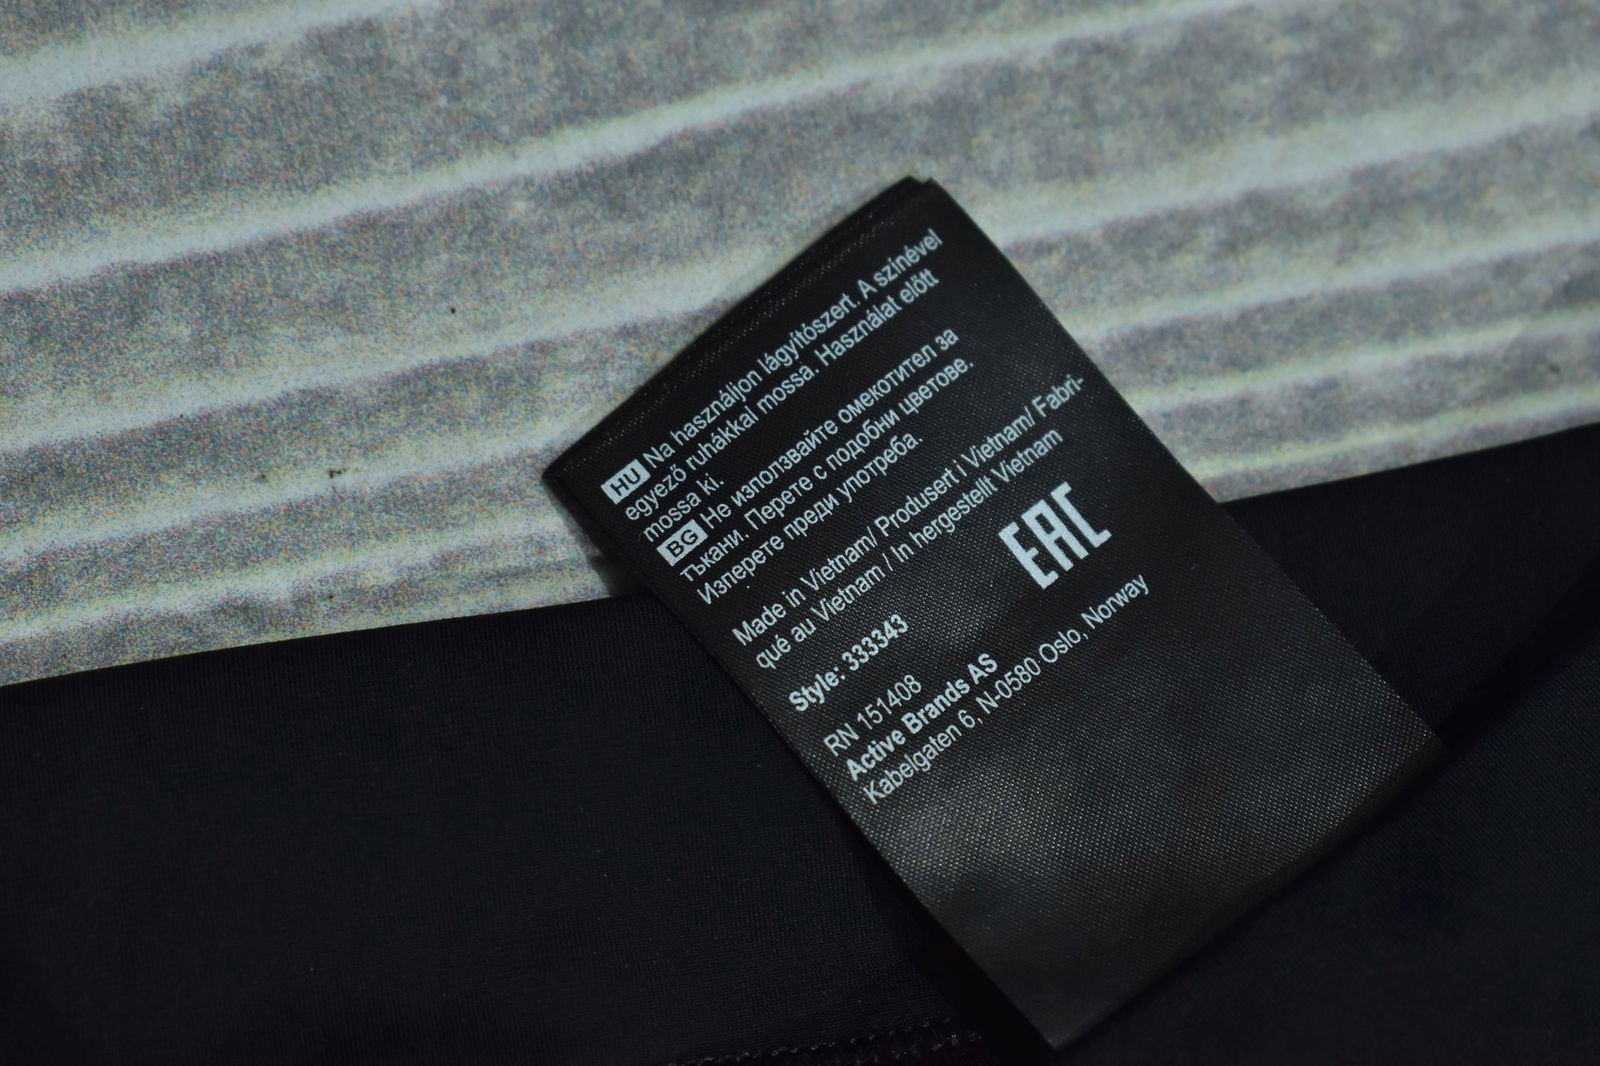 HU Na használjon lágyítószert. A színével
egyező ruhákkal mossa. Használat előtt
mossa ki.
BG Не използвайте омекотител за
тъкани. Перете с подобни цветове.
Изперете преди употреба.
Made in Vietnam/ Produsert i Vietnam/ Fabri-
qué au Vietnam / In hergestellt Vietnam
EAC
Style: 333343
RN 151408
Active Brands AS
Kabelgaten 6, N-0580 Oslo, Norway